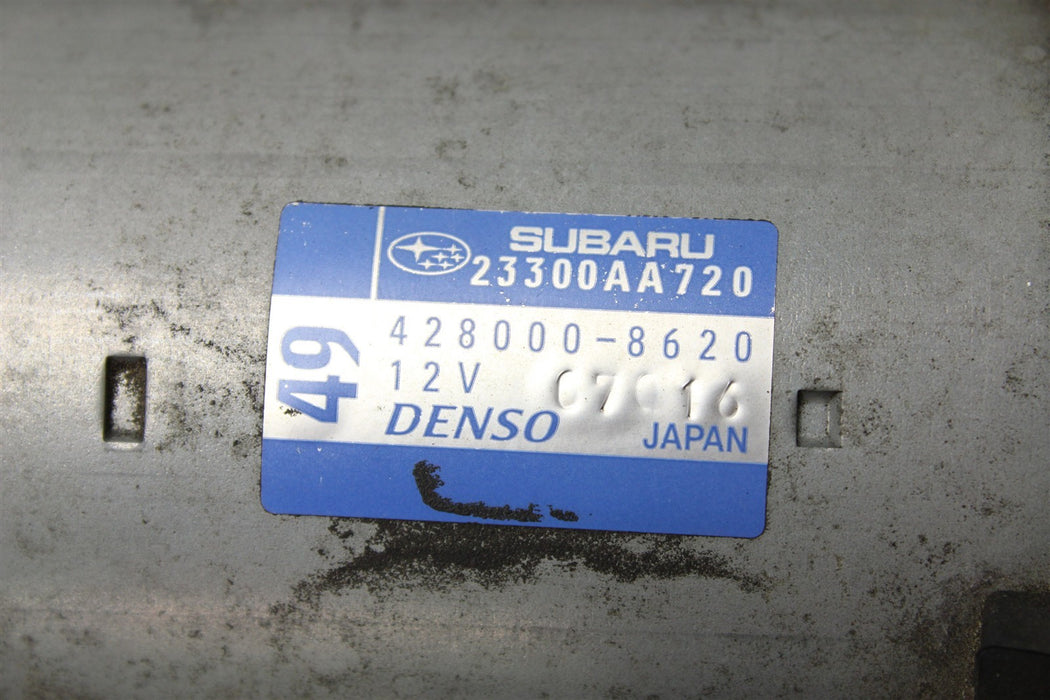 SUBARU
23300AA720
49
428000-8620
12V
DENSO
JAPAN